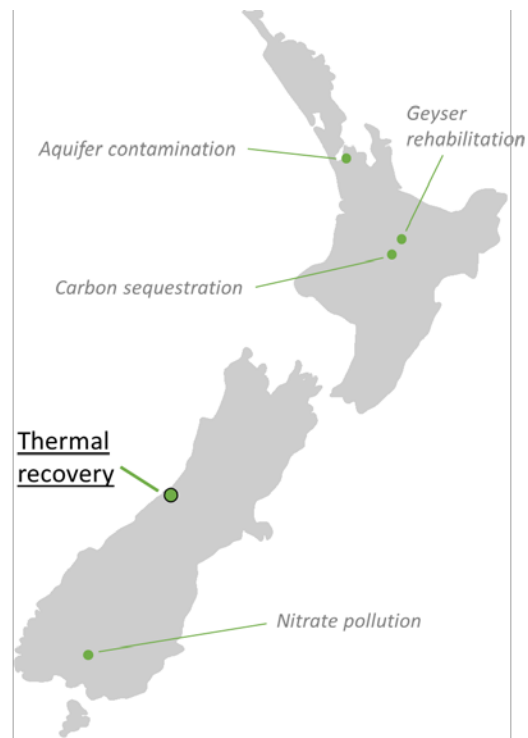 Geyser
rehabilitation
Aquifer contamination
Carbon sequestration
Thermal
recovery
Nitrate pollution